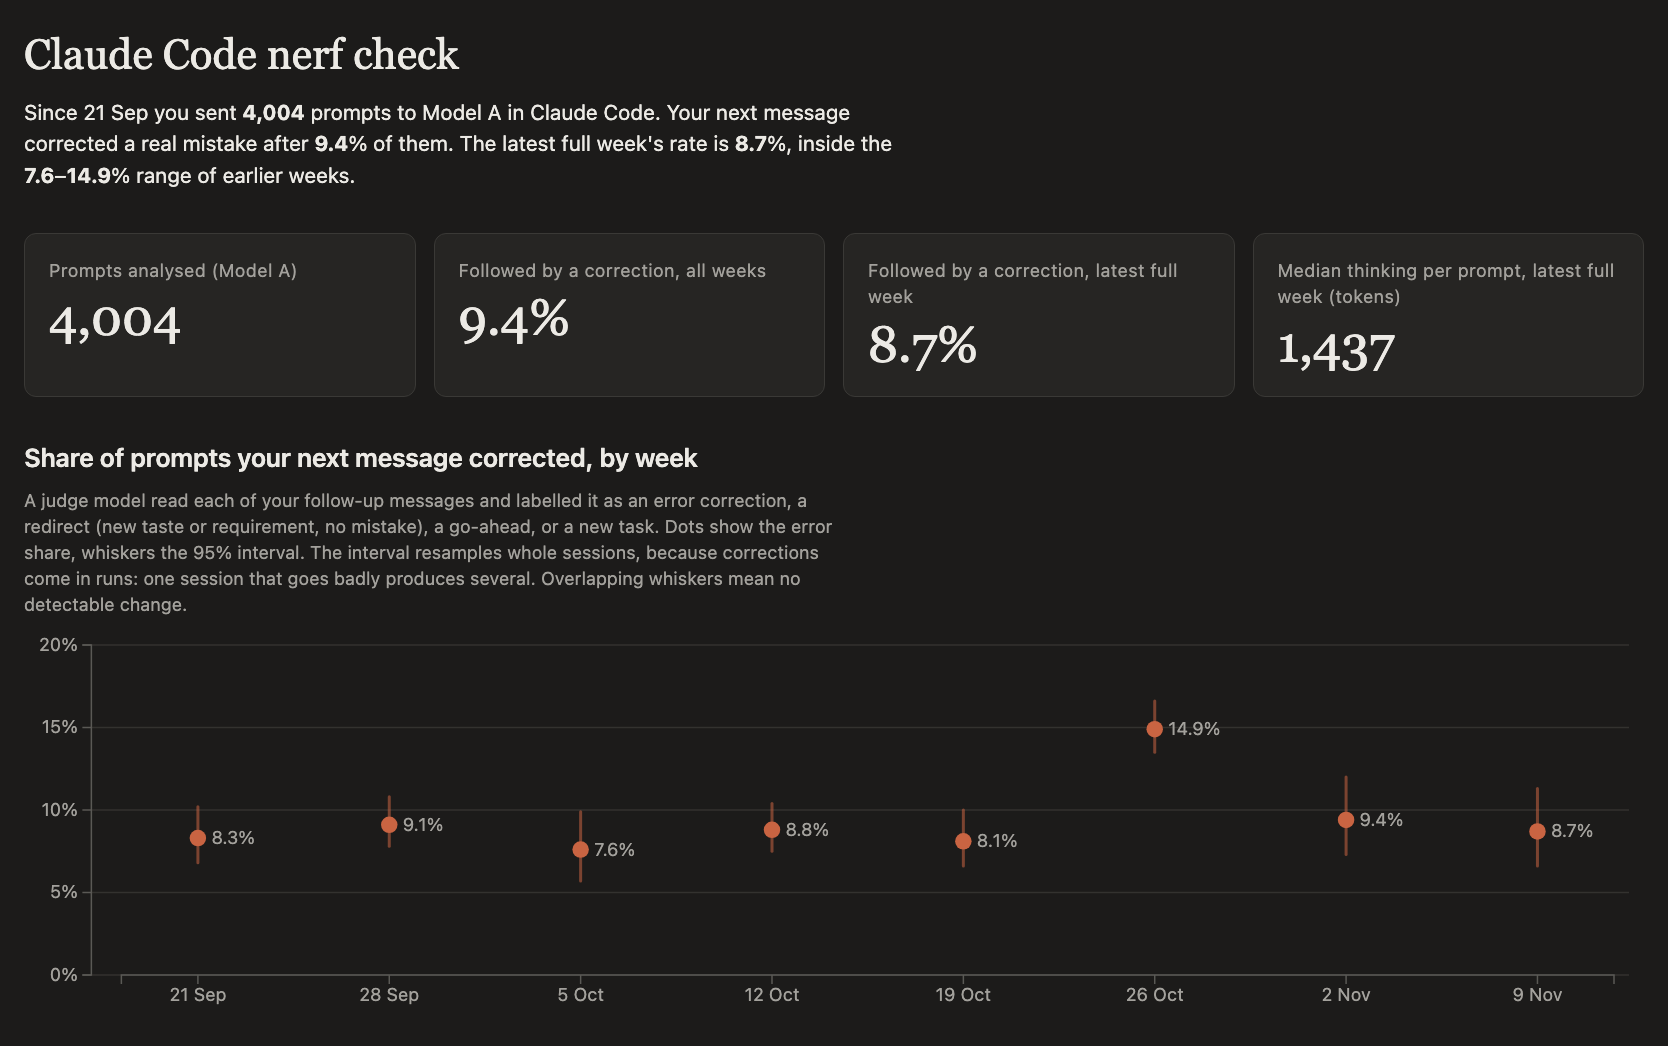 Claude Code nerf check
Since 21 Sep you sent 4,004 prompts to Model A in Claude Code. Your next message
corrected a real mistake after 9.4% of them. The latest full week's rate is 8.7%, inside the
7.6–14.9% range of earlier weeks.
Prompts analysed (Model A)
4,004
Followed by a correction, all weeks
9.4%
Followed by a correction, latest full
week
8.7%
Median thinking per prompt, latest full
week (tokens)
1,437
Share of prompts your next message corrected, by week
A judge model read each of your follow-up messages and labelled it as an error correction, a
redirect (new taste or requirement, no mistake), a go-ahead, or a new task. Dots show the error
share, whiskers the 95% interval. The interval resamples whole sessions, because corrections
come in runs: one session that goes badly produces several. Overlapping whiskers mean no
detectable change.
20%
15%
10%
5%
0%
8.3%
9.1%
7.6%
8.8%
8.1%
14.9%
9.4%
8.7%
21 Sep
28 Sep
5 Oct
12 Oct
19 Oct
26 Oct
2 Nov
9 Nov